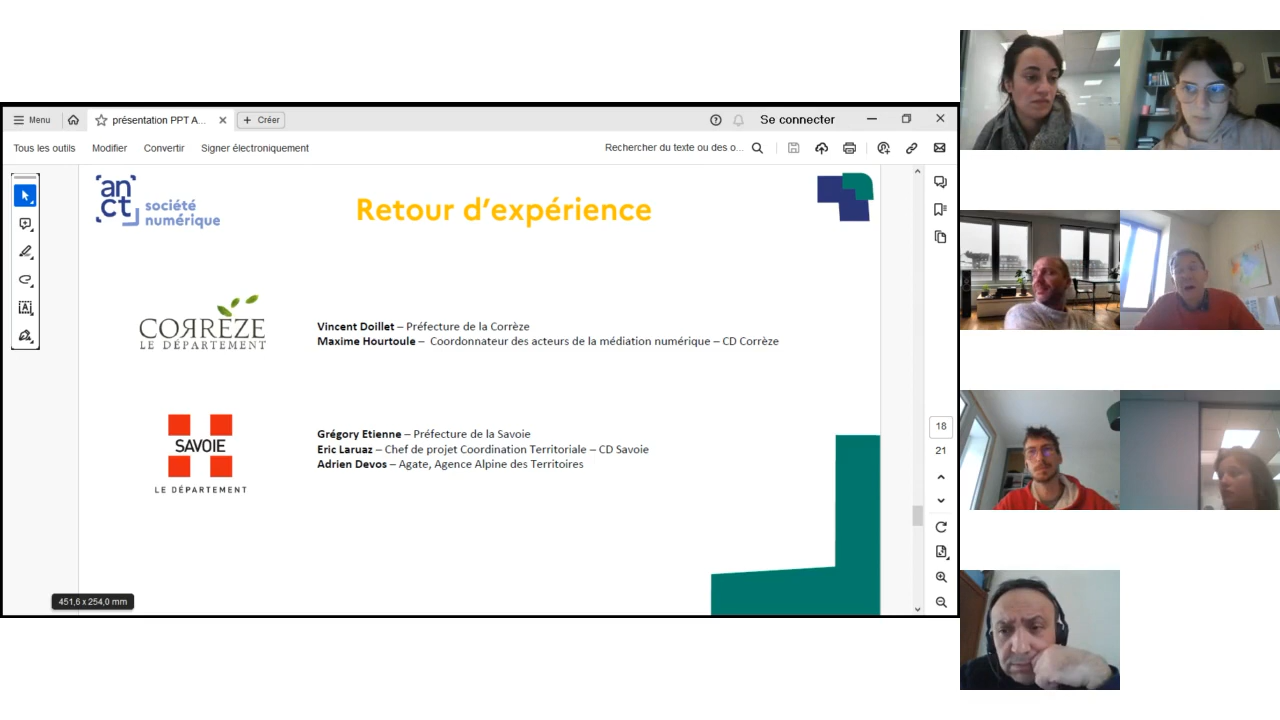 Menu
présentation PPT A...
Créer
Se connecter
Tous les outils
Modifier
Convertir
Signer électroniquement
Rechercher du texte ou des o...
anct
société
numérique
Retour d'expérience
CORRÈZE
LE DÉPARTEMENT
Vincent Doillet – Préfecture de la Corrèze
Maxime Hourtoule – Coordonnateur des acteurs de la médiation numérique – CD Corrèze
SAVOIE
LE DÉPARTEMENT
Grégory Etienne – Préfecture de la Savoie
Eric Laruaz – Chef de projet Coordination Territoriale – CD Savoie
Adrien Devos – Agate, Agence Alpine des Territoires
18
21
451,6 x 254,0 mm